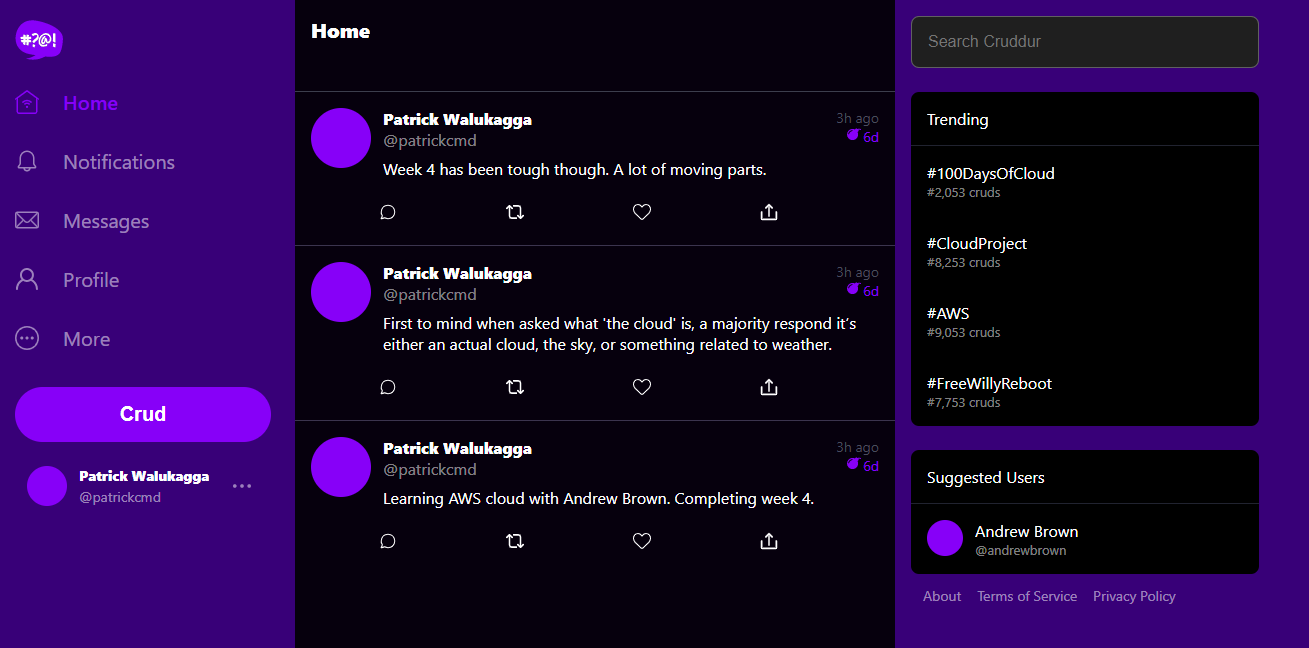 #?@!
Home
Notifications
Messages
Profile
More
Crud
Patrick Walukagga
@patrickcmd
Home
Patrick Walukagga
@patrickcmd
3h ago
6d
Week 4 has been tough though. A lot of moving parts.
Patrick Walukagga
@patrickcmd
3h ago
6d
First to mind when asked what 'the cloud' is, a majority respond it’s
either an actual cloud, the sky, or something related to weather.
Patrick Walukagga
@patrickcmd
3h ago
6d
Learning AWS cloud with Andrew Brown. Completing week 4.
Search Cruddur
Trending
#100DaysOfCloud
#2,053 cruds
#CloudProject
#8,253 cruds
#AWS
#9,053 cruds
#FreeWillyReboot
#7,753 cruds
Suggested Users
Andrew Brown
@andrewbrown
About Terms of Service Privacy Policy